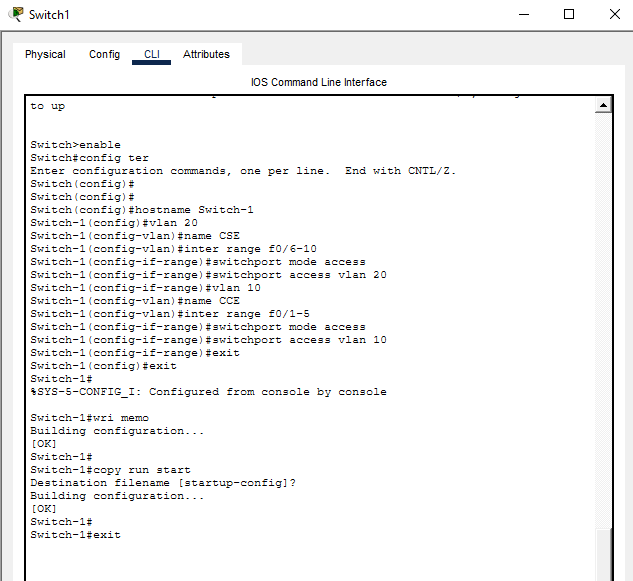 Switch1
Physical Config CLI Attributes
IOS Command Line Interface
to up
Switch>enable
Switch#config ter
Enter configuration commands, one per line.  End with CNTL/Z.
Switch(config)#
Switch(config)#
Switch(config)#hostname Switch-1
Switch-1(config)#vlan 20
Switch-1(config-vlan)#name CSE
Switch-1(config-vlan)#inter range f0/6-10
Switch-1(config-if-range)#switchport mode access
Switch-1(config-if-range)#switchport access vlan 20
Switch-1(config-if-range)#vlan 10
Switch-1(config-vlan)#name CCE
Switch-1(config-vlan)#inter range f0/1-5
Switch-1(config-if-range)#switchport mode access
Switch-1(config-if-range)#switchport access vlan 10
Switch-1(config-if-range)#exit
Switch-1(config)#exit
Switch-1#
%SYS-5-CONFIG_I: Configured from console by console
Switch-1#wri memo
Building configuration...
[OK]
Switch-1#
Switch-1#copy run start
Destination filename [startup-config]?
Building configuration...
[OK]
Switch-1#
Switch-1#exit